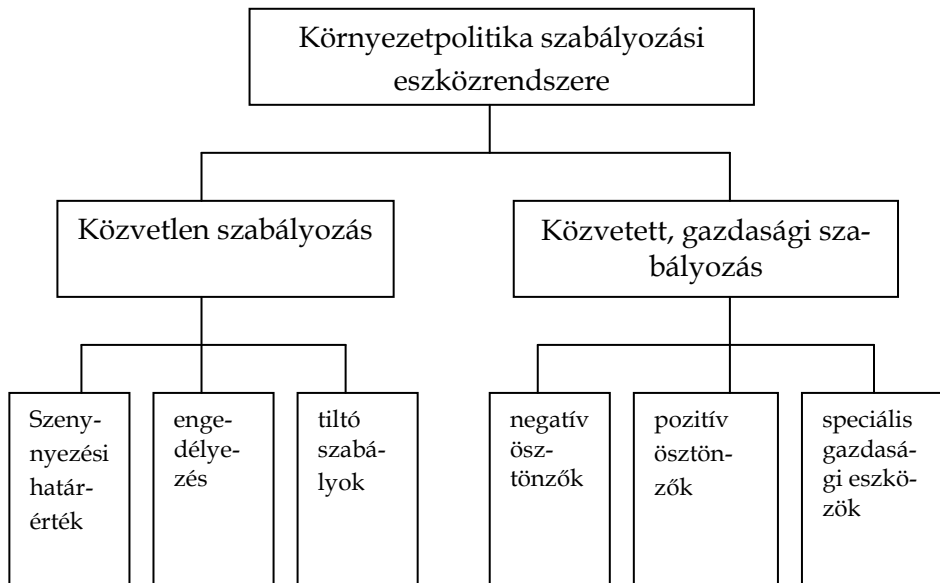 Környezetpolitika szabályozási
eszközrendszere
Közvetlen szabályozás
Közvetett, gazdasági sza-
bályozás
Szeny-
nyezési
határ-
érték
enge-
délye-
zés
tiltó
szabá-
lyok
negatív
ösz-
tönzők
pozitív
ösztön-
zők
speciális
gazdasá-
gi eszkö-
zök